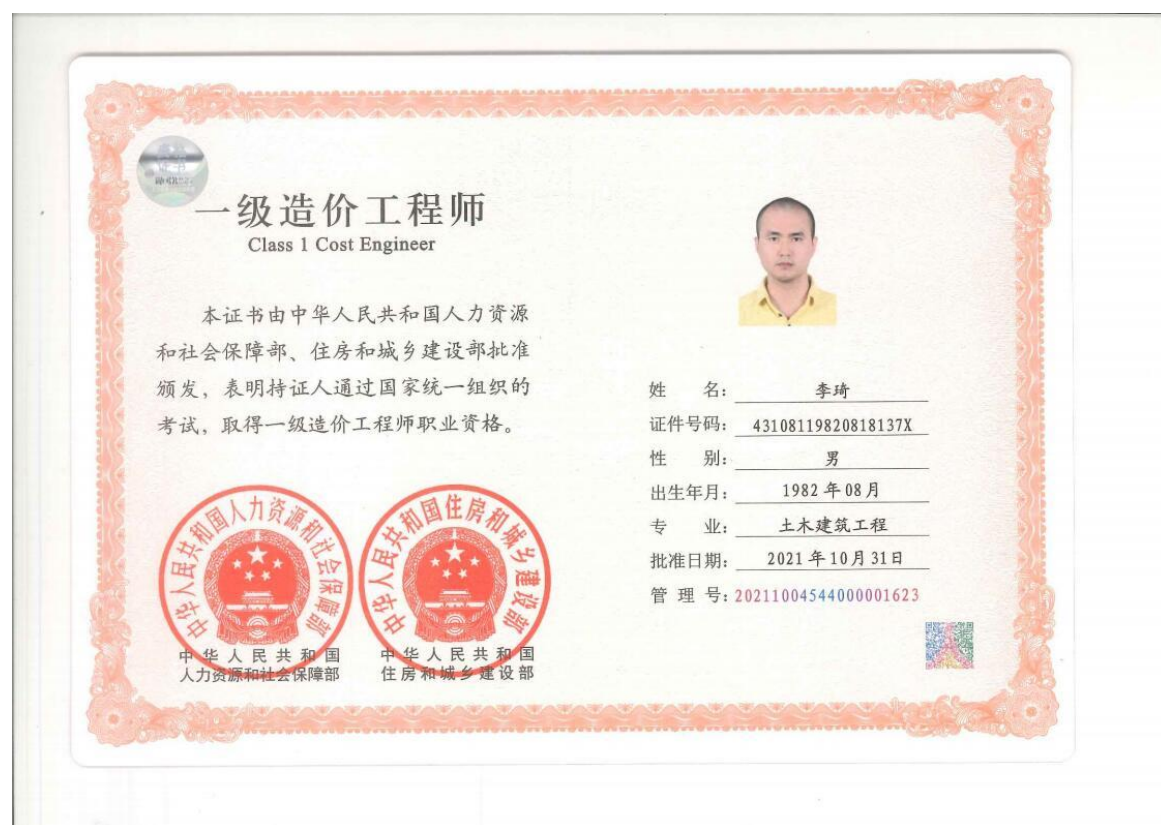 一级造价工程师
Class 1 Cost Engineer
本证书由中华人民共和国人力资源
和社会保障部、住房和城乡建设部批准
颁发，表明持证人通过国家统一组织的
考试，取得一级造价工程师职业资格。
中华人民共和国人力资源和社会保障部
中华人民共和国住房和城乡建设部
中华人民共和国
人力资源和社会保障部
中华人民共和国
住房和城乡建设部
姓 名：李琦
证件号码：43108119820818137X
性 别：男
出生年月：1982年08月
专 业：土木建筑工程
批准日期：2021年10月31日
管 理 号：20211004544000001623